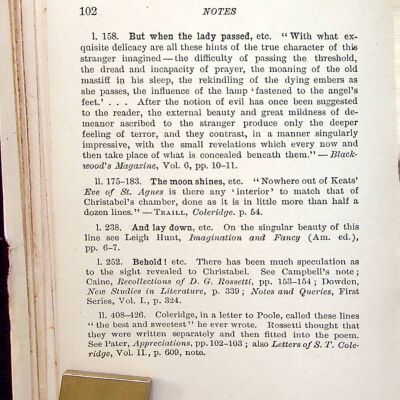 102 NOTES
l. 158. But when the lady passed, etc. "With what ex-
quisite delicacy are all these hints of the true character of this
stranger imagined—the difficulty of passing the threshold,
the dread and incapacity of prayer, the moaning of the old
mastiff in his sleep, the rekindling of the dying embers as
she passes, the influence of the lamp 'fastened to the angel's
feet.' . . . After the notion of evil has once been suggested
to the reader, the external beauty and great mildness of de-
meanor ascribed to the stranger produce only the deeper
feeling of terror, and they contrast, in a manner singularly
impressive, with the small revelations which every now and
then take place of what is concealed beneath them."—Black-
wood's Magazine, Vol. 6, pp. 10-11.
ll. 175-183. The moon shines, etc. "Nowhere out of Keats'
Eve of St. Agnes is there any 'interior' to match that of
Christabel's chamber, done as it is in little more than half a
dozen lines."—TRAILL, Coleridge. p. 54.
l. 238. And lay down, etc. On the singular beauty of this
line see Leigh Hunt, Imagination and Fancy (Am. ed.),
pp. 6-7.
l. 252. Behold! etc. There has been much speculation as
to the sight revealed to Christabel. See Campbell's note;
Caine, Recollections of D. G. Rossetti, pp. 153-154; Dowden,
New Studies in Literature, p. 339; Notes and Queries, First
Series, Vol. I., p. 324.
ll. 408-426. Coleridge, in a letter to Poole, called these lines
"the best and sweetest" he ever wrote. Rossetti thought that
they were written separately and then fitted into the poem.
See Pater, Appreciations, pp. 102-103; also Letters of S. T. Cole-
ridge, Vol. II., p. 609, note.